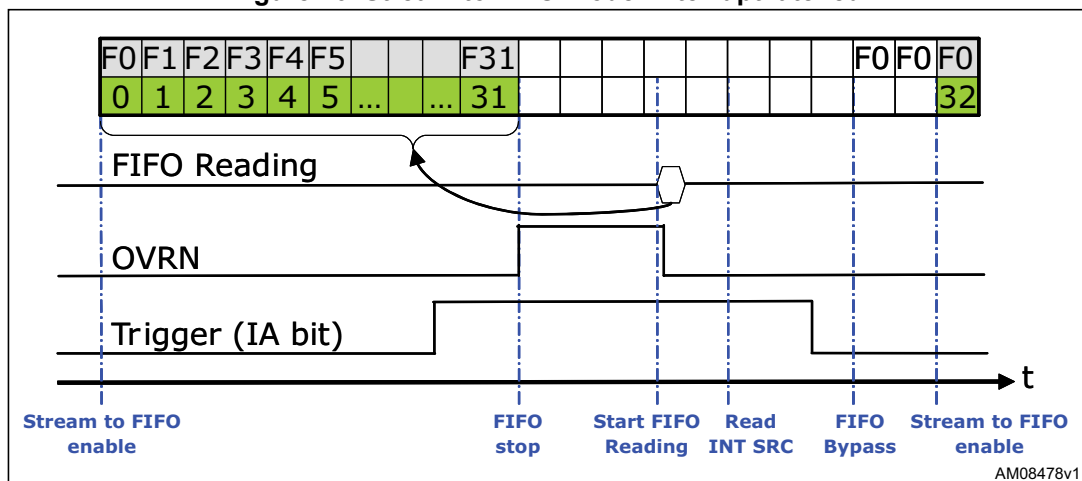 F0 F1 F2 F3 F4 F5 F31 F0 F0 F0
0 1 2 3 4 5 ... ... 31 32
FIFO Reading
OVRN
Trigger (IA bit)
t
Stream to FIFO enable
FIFO stop
Start FIFO Reading
Read INT SRC
FIFO Bypass
Stream to FIFO enable
AM08478v1